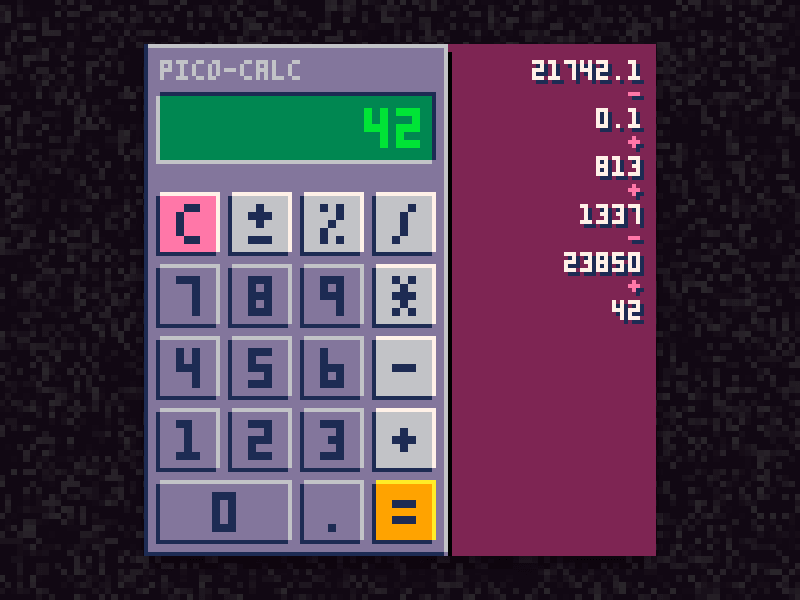 PICO-CALC
42
C ± % /
7 8 9 *
4 5 6 -
1 2 3 +
0 . =
21742.1
-
0.1
+
813
+
1337
-
23850
+
42